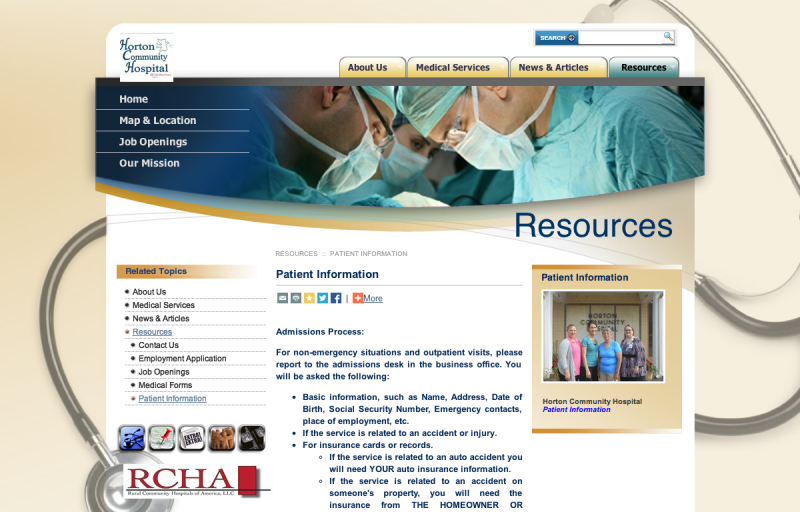 Horton
Community
Hospital
SEARCH
About Us
Medical Services
News & Articles
Resources
Home
Map & Location
Job Openings
Our Mission
Resources
RESOURCES :: PATIENT INFORMATION
Related Topics
About Us
Medical Services
News & Articles
Resources
Contact Us
Employment Application
Job Openings
Medical Forms
Patient Information
RCHA
Rural Community Hospitals of America, LLC
Patient Information
| More
Admissions Process:
For non-emergency situations and outpatient visits, please
report to the admissions desk in the business office. You
will be asked the following:
Basic information, such as Name, Address, Date of
Birth, Social Security Number, Emergency contacts,
place of employment, etc.
If the service is related to an accident or injury.
For insurance cards or records.
If the service is related to an auto accident you
will need YOUR auto insurance information.
If the service is related to an accident on
someone's property, you will need the
insurance from THE HOMEOWNER OR
Patient Information
HORTON
COMMUNITY
HOSPITAL
Horton Community Hospital
Patient Information